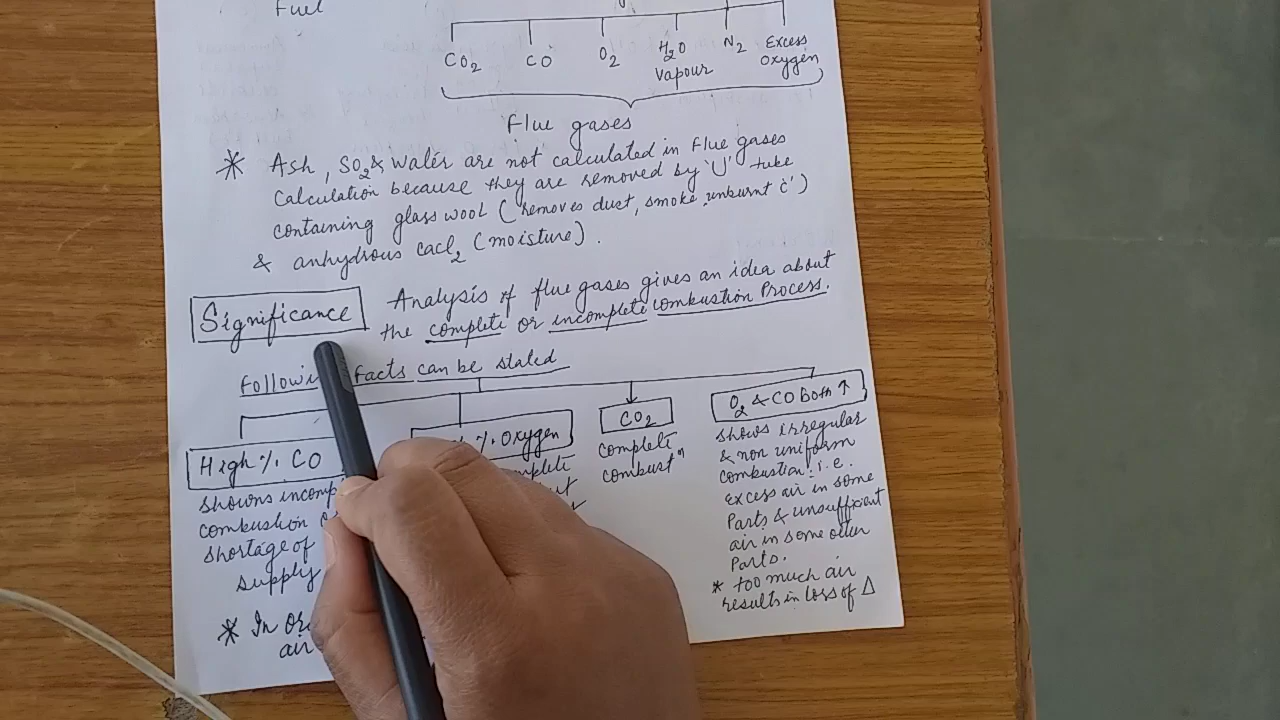 Fuel
CO2 CO O2 H2O Vapour N2 Excess Oxygen
Flue gases
* Ash, SO2 & Water are not calculated in flue gases
Calculation because they are removed by 'U' tube
containing glass wool (removes dust, smoke, unburnt 'c')
& anhydrous cacl2 (moisture).
Significance
Analysis of flue gases gives an idea about
the complete or incomplete combustion Process.
facts can be stated
High % CO
shows
combustion
shortage of
supply
% Oxygen
CO2
complete
combustn
O2 & CO both ↑
shows irregular
& non uniform
combustion. i.e.
Excess air in some
Parts & unsufficient
air in some other
Parts.
* too much air
results in loss of Δ
* In
air